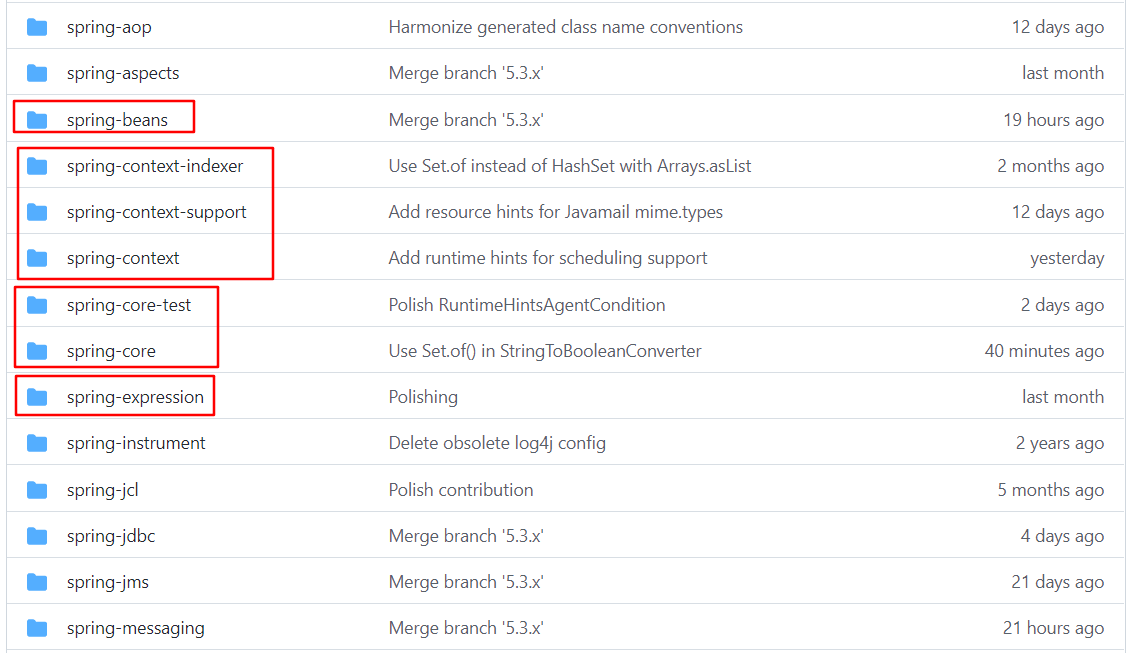 spring-aop Harmonize generated class name conventions 12 days ago
spring-aspects Merge branch '5.3.x' last month
spring-beans Merge branch '5.3.x' 19 hours ago
spring-context-indexer Use Set.of instead of HashSet with Arrays.asList 2 months ago
spring-context-support Add resource hints for Javamail mime.types 12 days ago
spring-context Add runtime hints for scheduling support yesterday
spring-core-test Polish RuntimeHintsAgentCondition 2 days ago
spring-core Use Set.of() in StringToBooleanConverter 40 minutes ago
spring-expression Polishing last month
spring-instrument Delete obsolete log4j config 2 years ago
spring-jcl Polish contribution 5 months ago
spring-jdbc Merge branch '5.3.x' 4 days ago
spring-jms Merge branch '5.3.x' 21 days ago
spring-messaging Merge branch '5.3.x' 21 hours ago